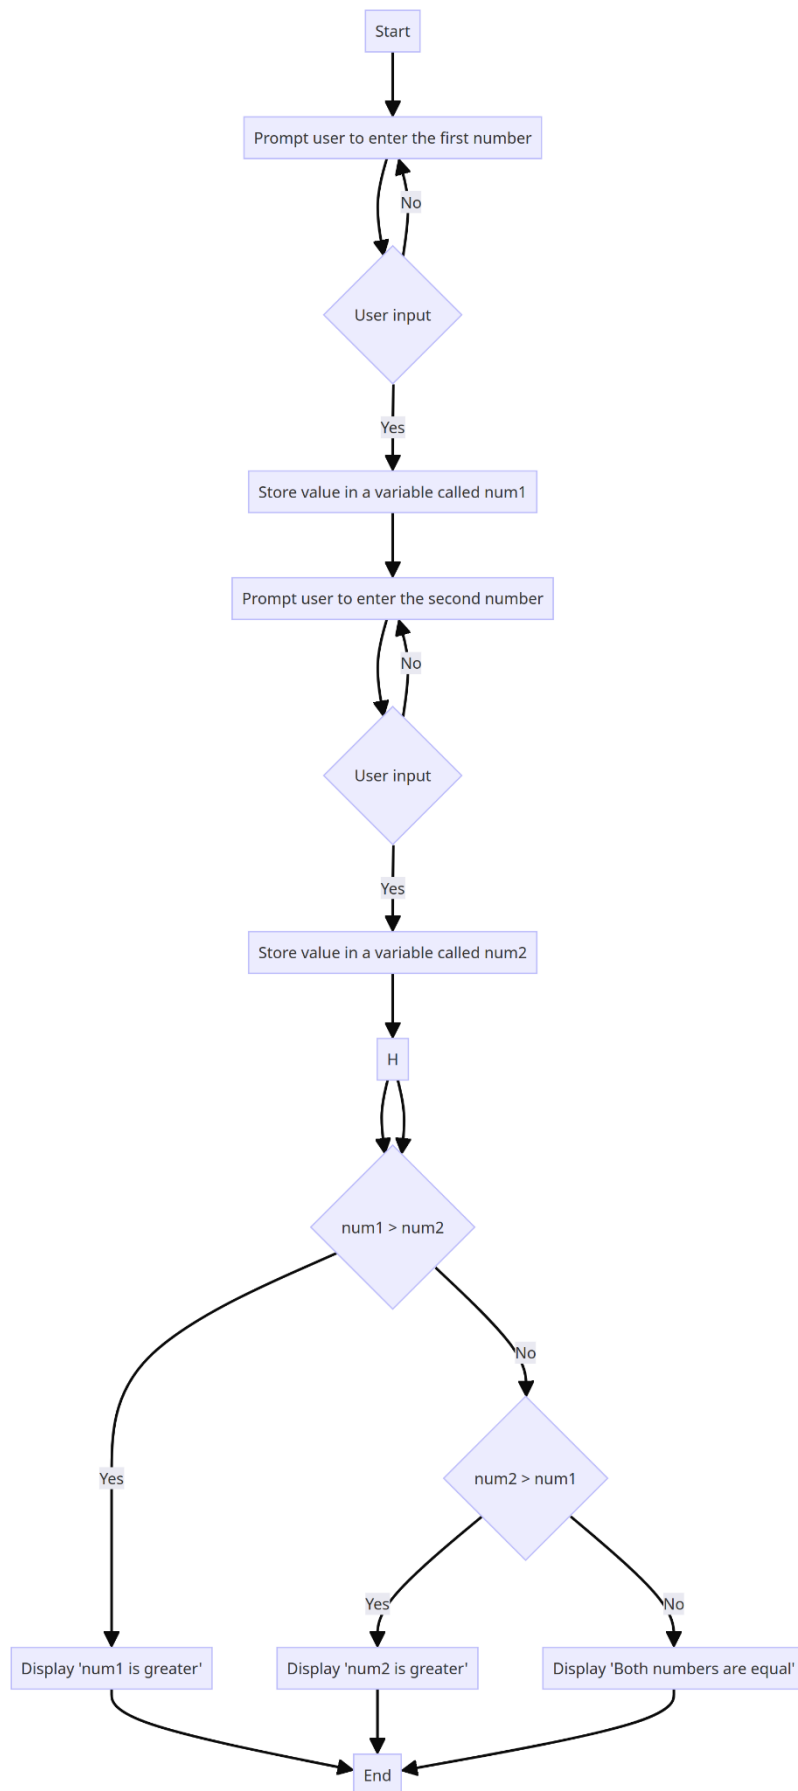 Start
Prompt user to enter the first number
No
User input
Yes
Store value in a variable called num1
Prompt user to enter the second number
No
User input
Yes
Store value in a variable called num2
H
num1 > num2
No
Yes
num2 > num1
Yes
No
Display 'num1 is greater'
Display 'num2 is greater'
Display 'Both numbers are equal'
End